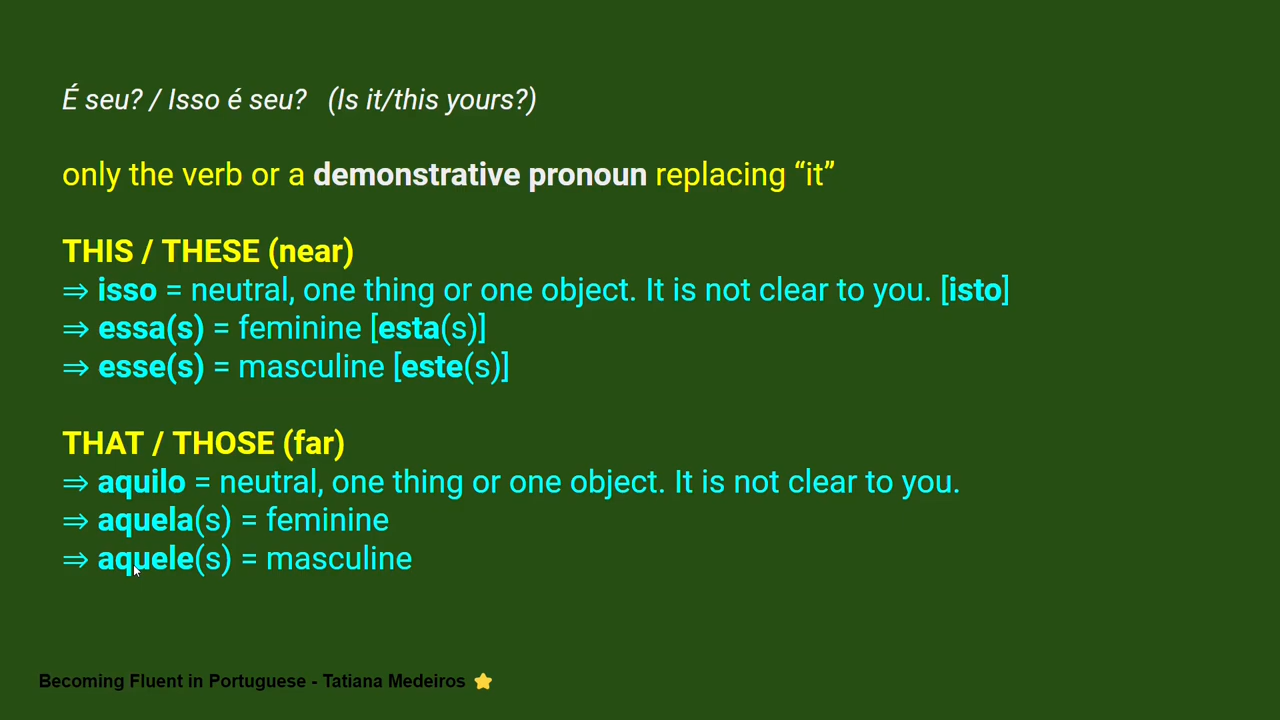 É seu? / Isso é seu? (Is it/this yours?)
only the verb or a demonstrative pronoun replacing “it”
THIS / THESE (near)
⇒ isso = neutral, one thing or one object. It is not clear to you. [isto]
⇒ essa(s) = feminine [esta(s)]
⇒ esse(s) = masculine [este(s)]
THAT / THOSE (far)
⇒ aquilo = neutral, one thing or one object. It is not clear to you.
⇒ aquela(s) = feminine
⇒ aquele(s) = masculine
Becoming Fluent in Portuguese - Tatiana Medeiros ⭐